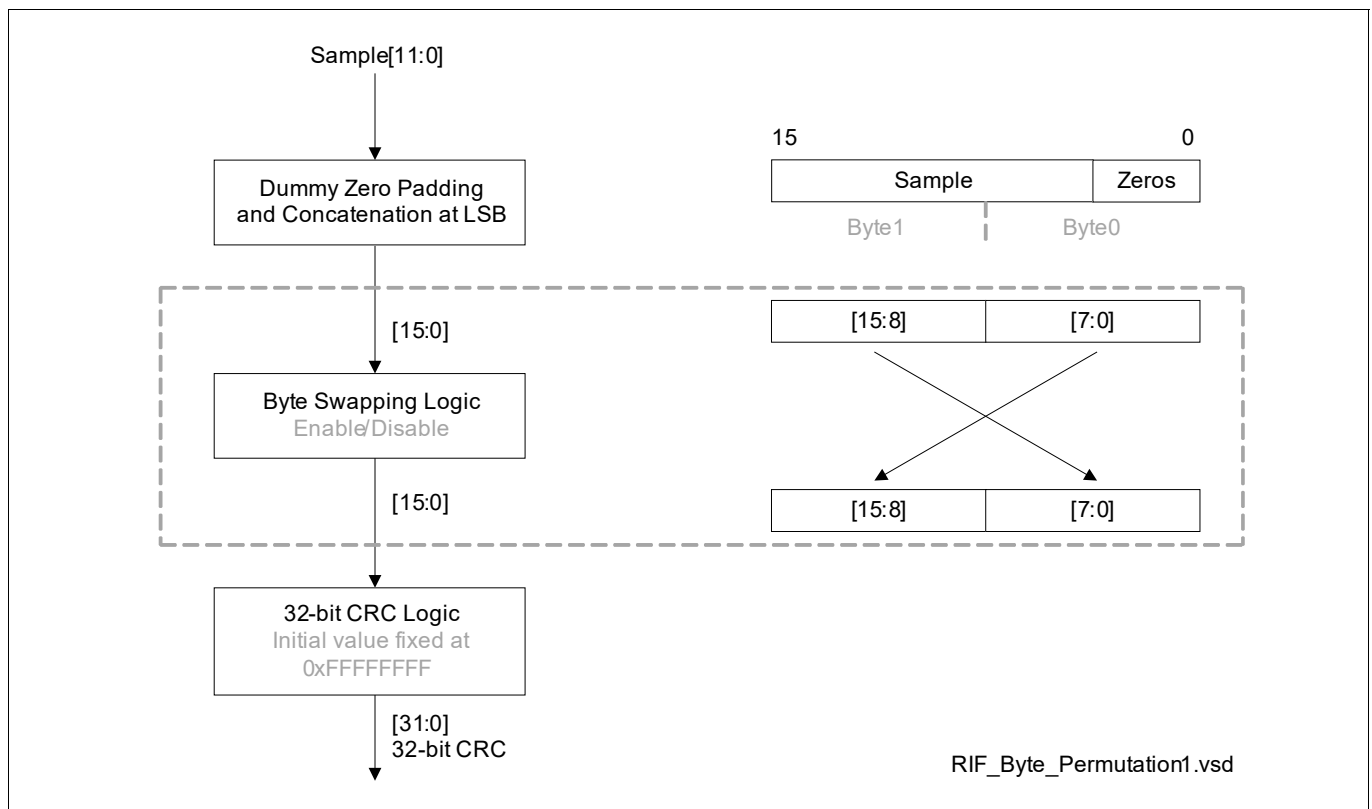 Sample[11:0]
15 0
Dummy Zero Padding
and Concatenation at LSB
Sample Zeros
Byte1 Byte0
[15:0]
[15:8] [7:0]
Byte Swapping Logic
Enable/Disable
[15:0]
[15:8] [7:0]
32-bit CRC Logic
Initial value fixed at
0xFFFFFFFF
[31:0]
32-bit CRC
RIF_Byte_Permutation1.vsd